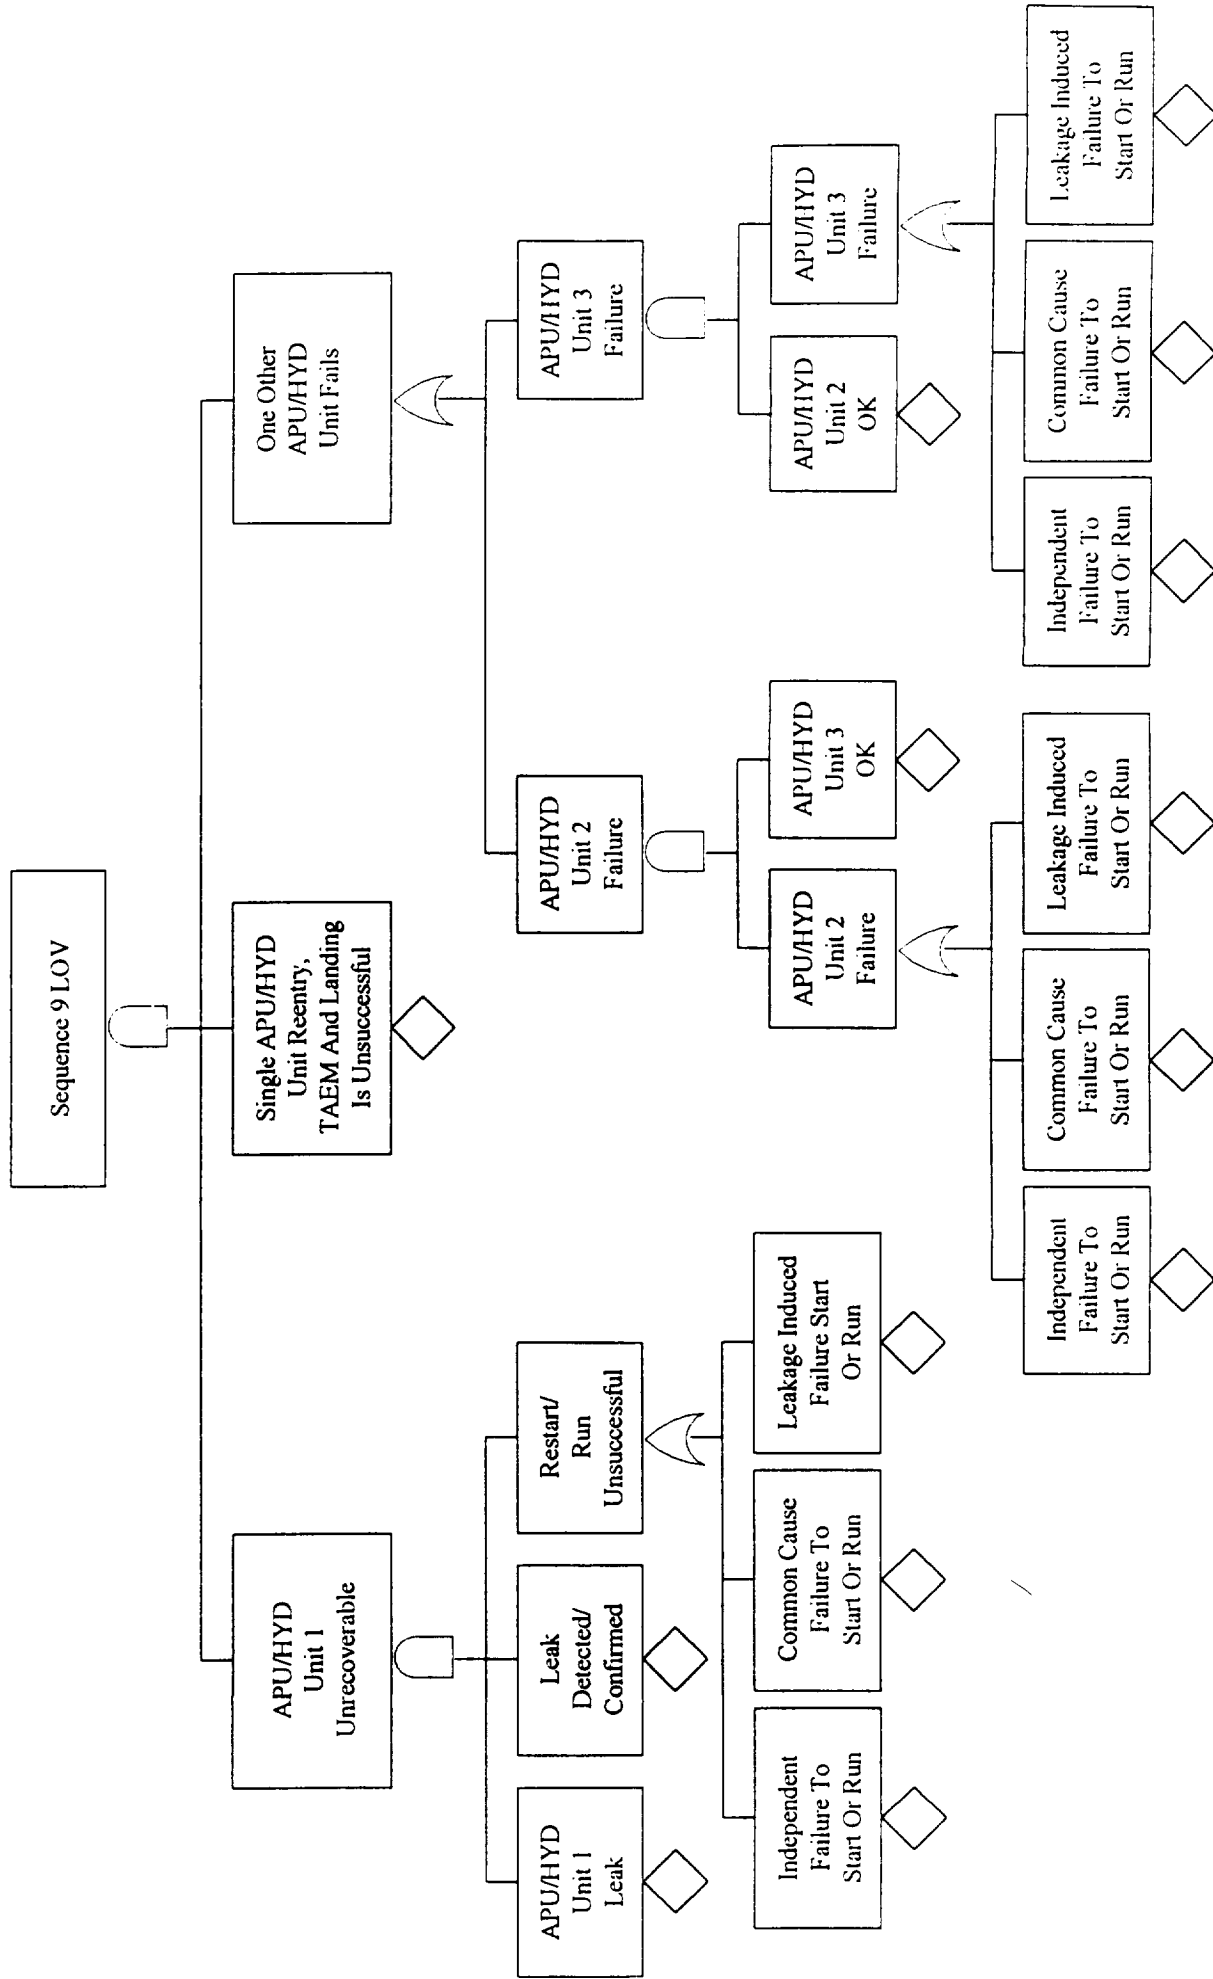 Sequence 9 LOV
APU/HYD
Unit 1
Unrecoverable
Single APU/HYD
Unit Reentry,
TAEM And Landing
Is Unsuccessful
One Other
APU/HYD
Unit Fails
APU/HYD
Unit 1
Leak
Leak
Detected/
Confirmed
Restart/
Run
Unsuccessful
APU/HYD
Unit 2
Failure
APU/HYD
Unit 3
Failure
Independent
Failure To
Start Or Run
Common Cause
Failure To
Start Or Run
Leakage Induced
Failure Start
Or Run
APU/HYD
Unit 2
Failure
APU/HYD
Unit 3
OK
APU/HYD
Unit 2
OK
APU/HYD
Unit 3
Failure
Independent
Failure To
Start Or Run
Common Cause
Failure To
Start Or Run
Leakage Induced
Failure To
Start Or Run
Independent
Failure To
Start Or Run
Common Cause
Failure To
Start Or Run
Leakage Induced
Failure To
Start Or Run